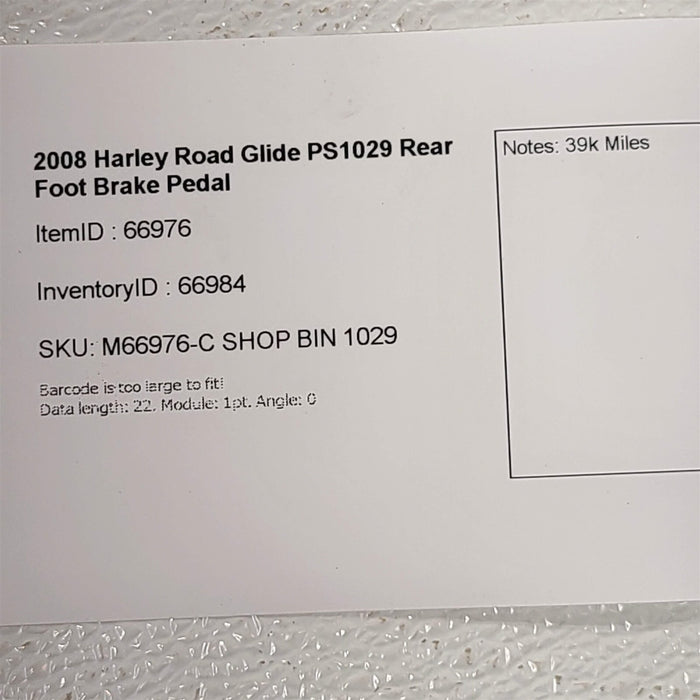 2008 Harley Road Glide PS1029 Rear
Foot Brake Pedal
ItemID : 66976
InventoryID : 66984
SKU: M66976-C SHOP BIN 1029
Barcode is too large to fit!
Data length: 22. Module: 1pt. Angle: 0
Notes: 39k Miles